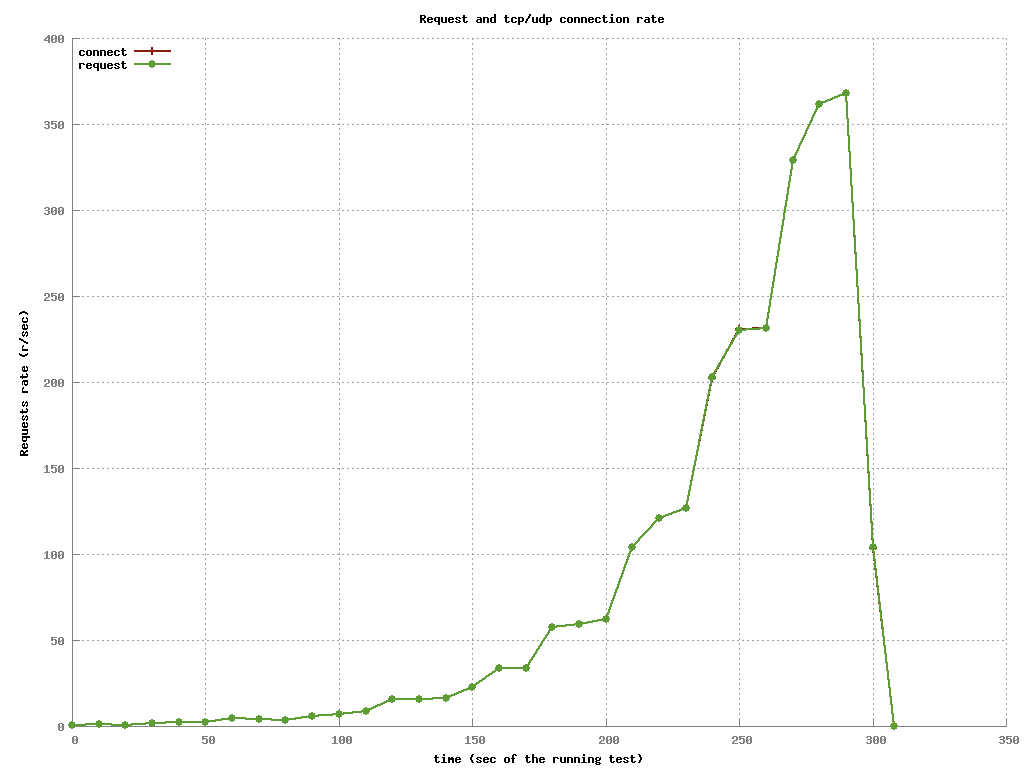 Request and tcp/udp connection rate
connect
request
400
350
300
250
200
150
100
50
0
Requests rate (r/sec)
0 50 100 150 200 250 300 350
time (sec of the running test)